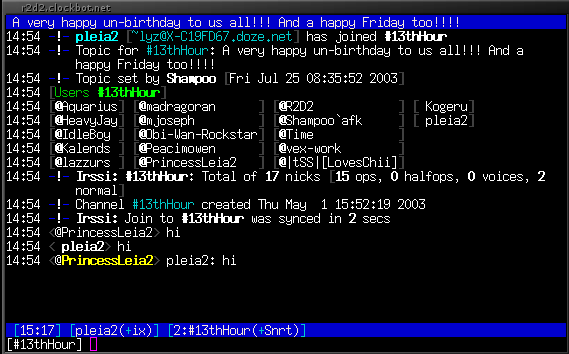 r2d2.clockbot.net
A very happy un-birthday to us all!!! And a happy Friday too!!!!
14:54 -!- pleia2 [~lyz@X-C19FD67.doze.net] has joined #13thHour
14:54 -!- Topic for #13thHour: A very happy un-birthday to us all!!! And a
happy Friday too!!!!
14:54 -!- Topic set by Shampoo [Fri Jul 25 08:35:52 2003]
14:54 [Users #13thHour]
14:54 [@Aquarius] [@madragoran      ] [@R2D2            ] [ Kogeru]
14:54 [@HeavyJay] [@mjoseph         ] [@Shampoo`afk     ] [ pleia2]
14:54 [@IdleBoy ] [@Obi-Wan-Rockstar] [@Time            ]
14:54 [@Kalends ] [@Peacimowen      ] [@vex-work        ]
14:54 [@lazzurs ] [@PrincessLeia2   ] [@|tSS|[LovesChii]
14:54 -!- Irssi: #13thHour: Total of 17 nicks [15 ops, 0 halfops, 0 voices, 2
normal]
14:54 -!- Channel #13thHour created Thu May  1 15:52:19 2003
14:54 -!- Irssi: Join to #13thHour was synced in 2 secs
14:54 <@PrincessLeia2> hi
14:54 < pleia2> hi
14:54 <@PrincessLeia2> pleia2: hi
[15:17] [pleia2(+ix)] [2:#13thHour(+Snrt)]
[#13thHour]